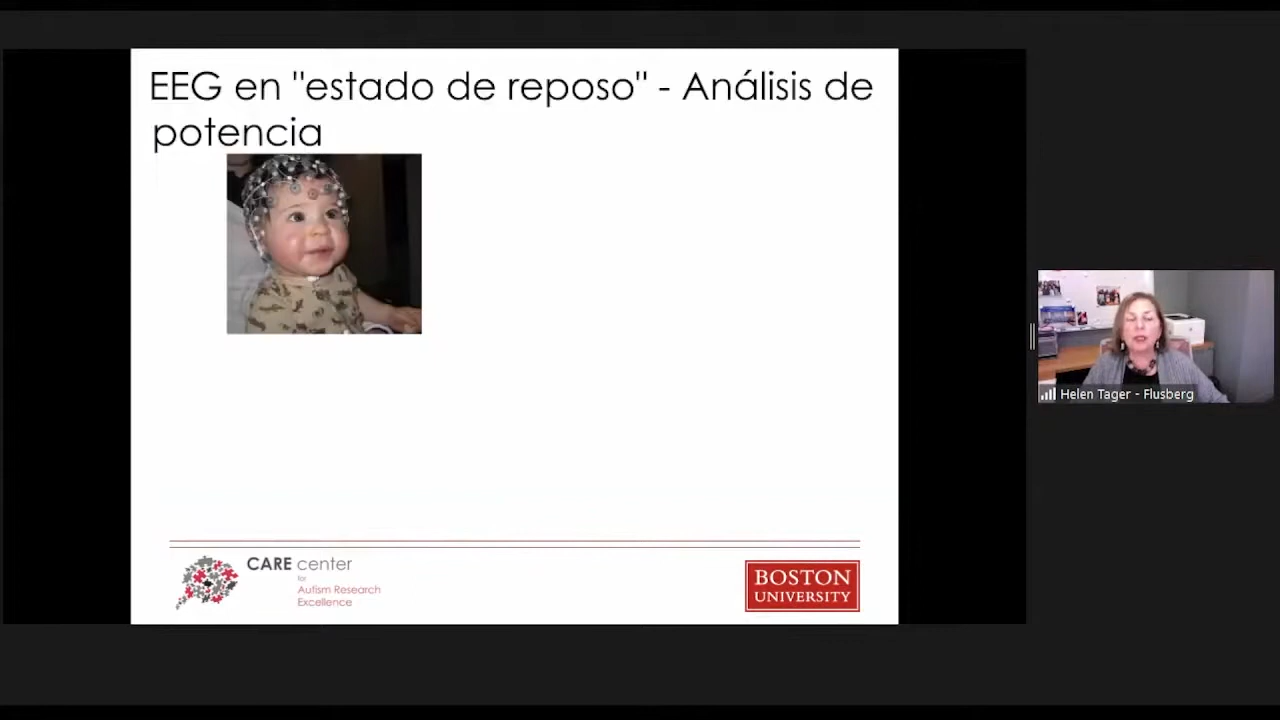 EEG en "estado de reposo" - Análisis de
potencia
CARE center
for
Autism Research
Excellence
BOSTON
UNIVERSITY
Helen Tager - Flusberg